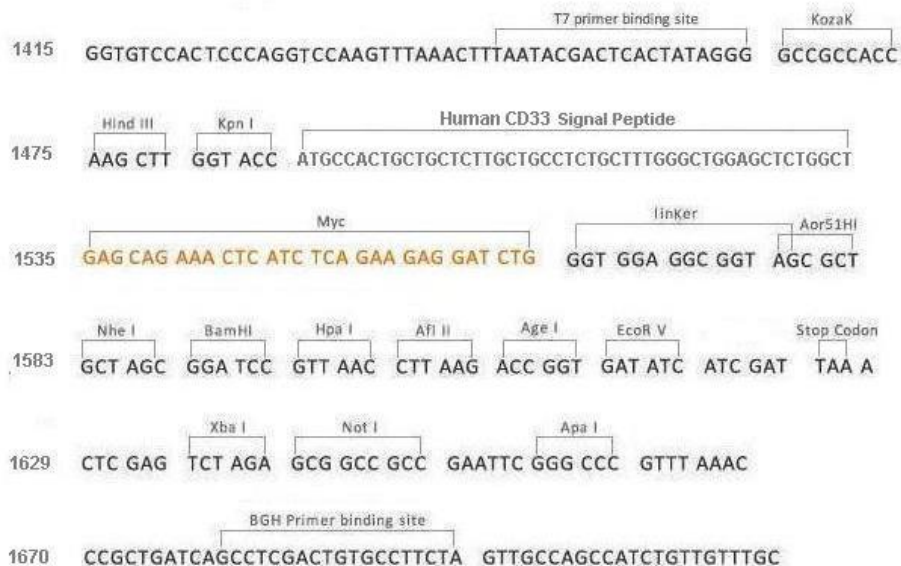 T7 primer binding site KozaK
1415 GGTGTCCACTCCCAGGTCCAAGTTTAAACTTTAATACGACTCACTATAGGG GCCGCCACC
Hind III Kpn I Human CD33 Signal Peptide
1475 AAG CTT GGT ACC ATGCCACTGCTGCTCTTGCTGCCTCTGCTTTGGGCTGGAGCTCTGGCT
Myc linKer Aor51HI
1535 GAG CAG AAA CTC ATC TCA GAA GAG GAT CTG GGT GGA GGC GGT AGC GCT
Nhe I BamHI Hpa I Afl II Age I EcoR V Stop Codon
1583 GCT AGC GGA TCC GTT AAC CTT AAG ACC GGT GAT ATC ATC GAT TAA A
Xba I Not I Apa I
1629 CTC GAG TCT AGA GCG GCC GCC GAATTC GGG CCC GTTT AAAC
BGH Primer binding site
1670 CCGCTGATCAGCCTCGACTGTGCCTTCTA GTTGCCAGCCATCTGTTGTTTGC